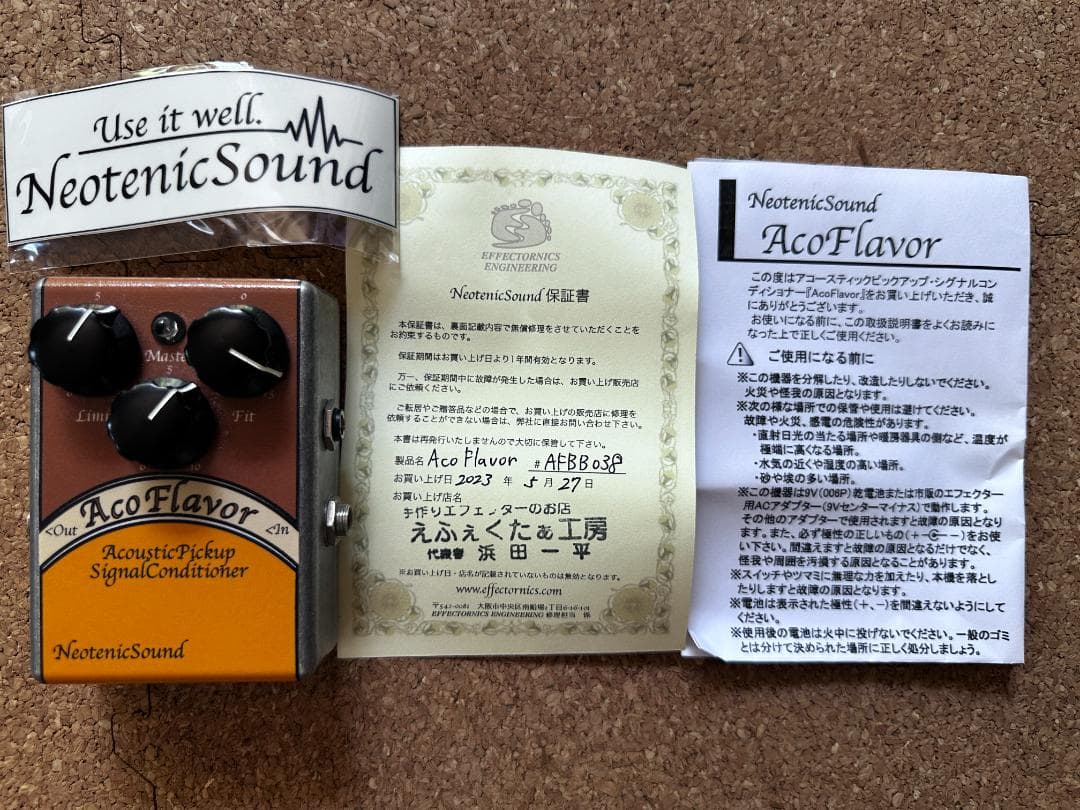 Use it well.
NeotenicSound
5
0
Master
5
Limit
Fit
0
10
AcoFlavor
<Out
<In
AcousticPickup
SignalConditioner
NeotenicSound
EFFECTORNICS
ENGINEERING
NeotenicSound 保証書
本保証書は、裏面記載内容で無償修理をさせていただくことを
お約束するものです。
保証期間はお買い上げ日より1年間有効となります。
万一、保証期間中に故障が発生した場合は、お買い上げ販売店
にご依頼ください。
ご転居やご贈答品などの場合で、お買い上げの販売店に修理を
依頼することができない場合は、弊社に直接お問い合わせ下さい。
本書は再発行いたしませんので大切に保管して下さい。
製品名 Aco Flavor #AFBB038
お買い上げ日 2023 年 5 月 27 日
お買い上げ店名
手作りエフェクターのお店
えふぇくたぁ工房
代表者 浜田一平
※お買い上げ日・店名が記載されていないものは無効となります。
www.effectornics.com
〒542-0081 大阪市中央区南船場1丁目6-16-101
EFFECTORNICS ENGINEERING 修理担当 係
NeotenicSound
AcoFlavor
この度はアコースティックピックアップ・シグナルコン
ディショナー『AcoFlavor』をお買い上げいただき、誠
にありがとうございます。
お使いになる前に、この取扱説明書をよくお読みに
なった上で正しくご使用ください。
ご使用になる前に
※この機器を分解したり、改造したりしないでください。
火災や怪我の原因となります。
※次の様な場所での保管や使用は避けてください。
故障や火災、感電の危険性があります。
・直射日光の当たる場所や暖房器具の側など、温度が
極端に高くなる場所。
・水気の近くや湿度の高い場所。
・砂や埃の多い場所。
※この機器は9V(006P)乾電池または市販のエフェクター
用ACアダプター(9Vセンターマイナス)で動作します。
その他のアダプターで使用されますと故障の原因となり
ます。また、必ず極性の正しいもの(+-)をお使
い下さい。間違えますと故障の原因となるだけでなく、
怪我や周囲を汚損する原因となることがあります。
※スイッチやツマミに無理な力を加えたり、本機を落とし
たりしますと故障の原因となります。
※電池は表示された極性(+、-)を間違えないようにして
ください。
※使用後の電池は火中に投げないでください。一般のゴミ
とは分けて決められた場所に正しく処分しましょう。